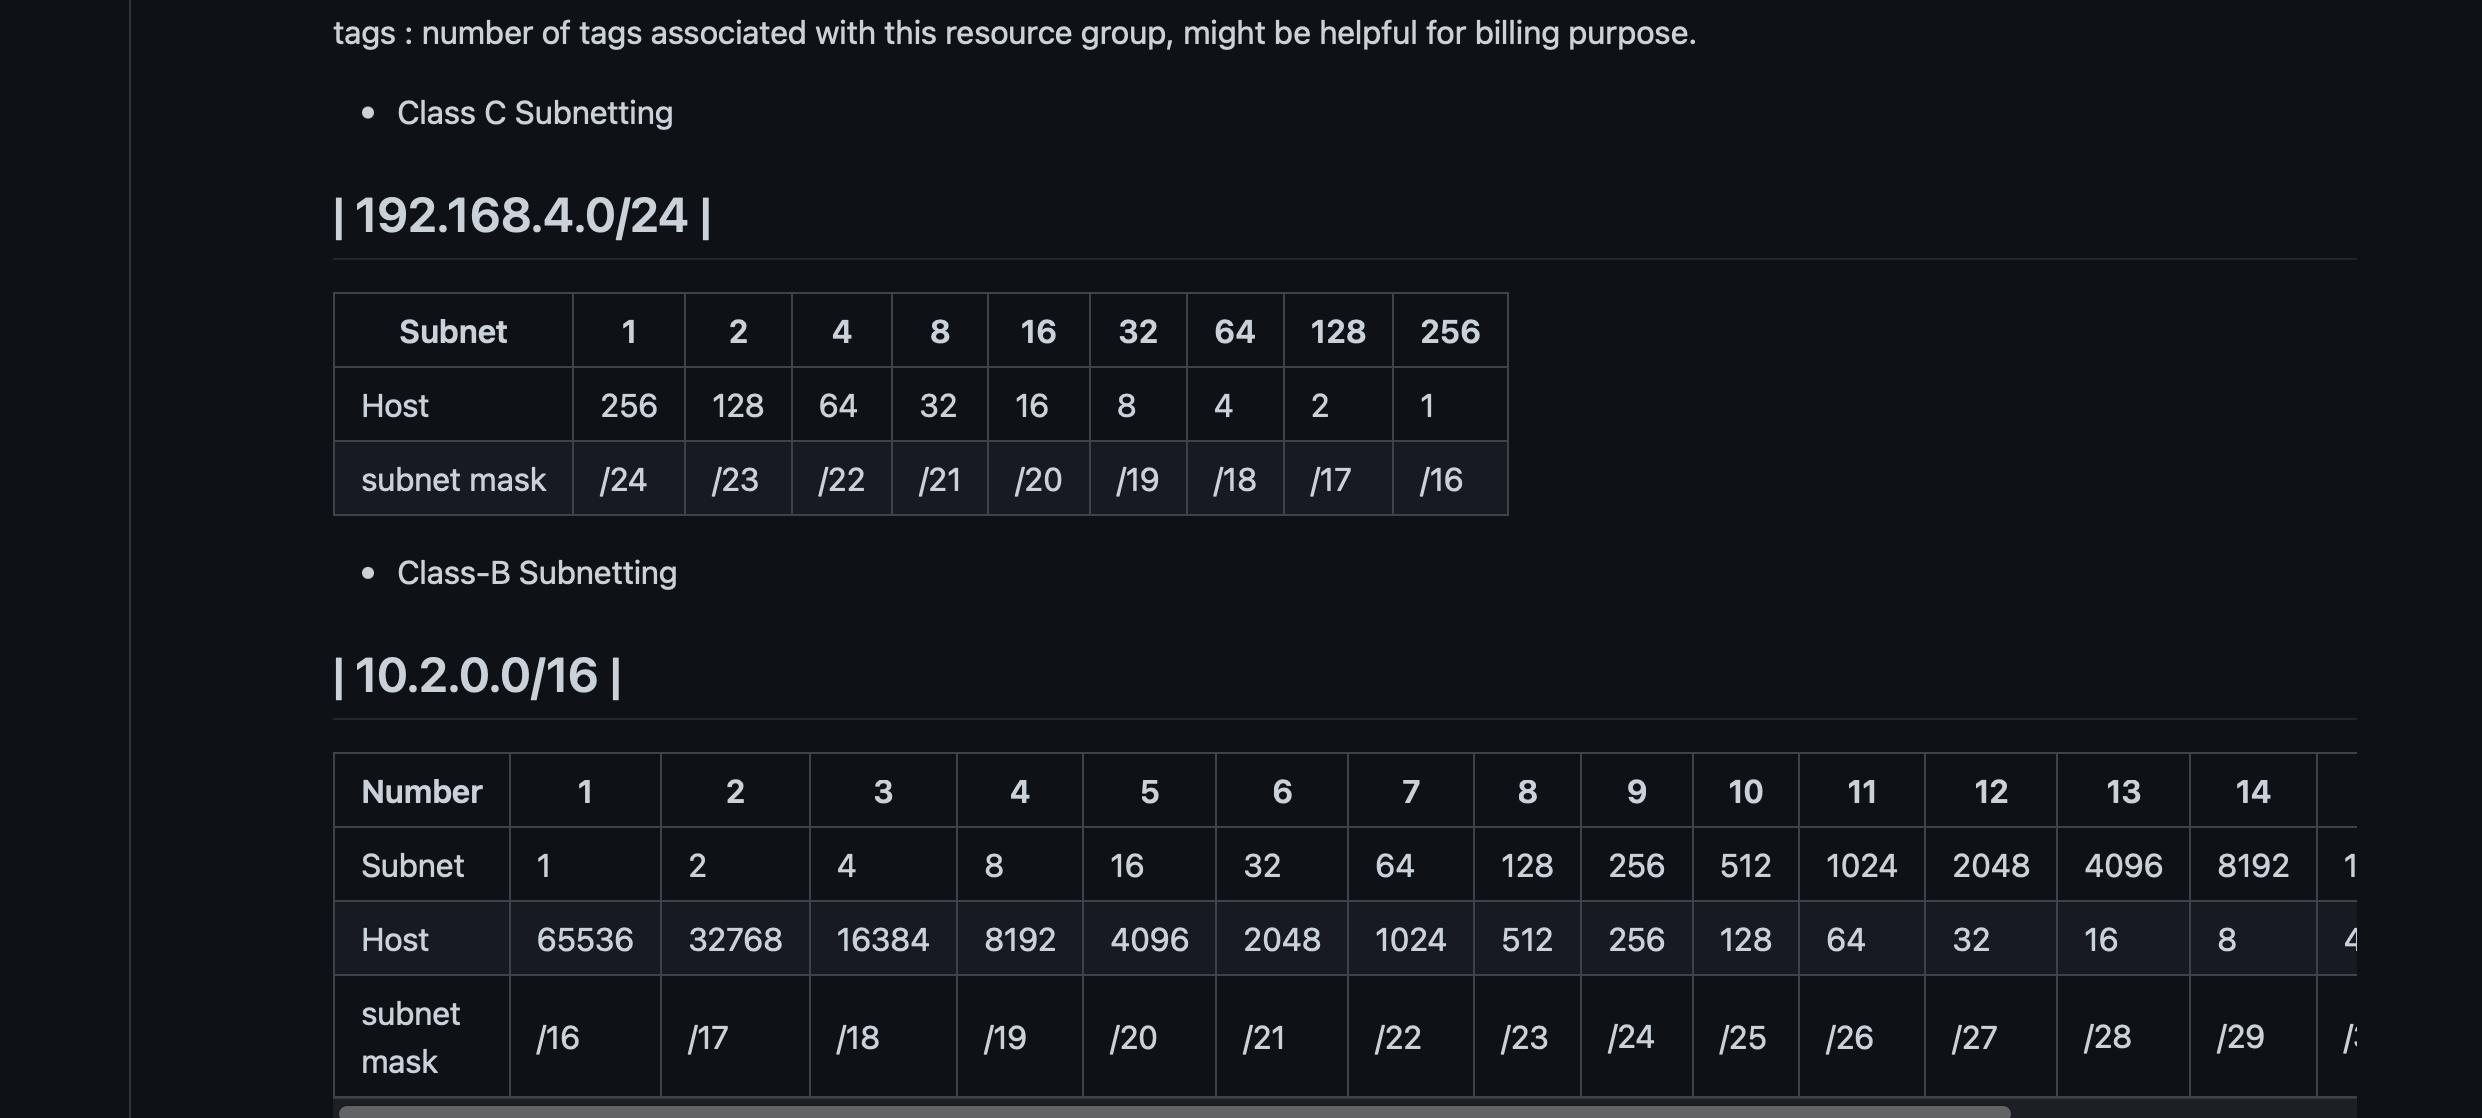 tags : number of tags associated with this resource group, might be helpful for billing purpose.
• Class C Subnetting
| 192.168.4.0/24 |
Subnet 1 2 4 8 16 32 64 128 256
Host 256 128 64 32 16 8 4 2 1
subnet mask /24 /23 /22 /21 /20 /19 /18 /17 /16
• Class-B Subnetting
| 10.2.0.0/16 |
Number 1 2 3 4 5 6 7 8 9 10 11 12 13 14
Subnet 1 2 4 8 16 32 64 128 256 512 1024 2048 4096 8192
Host 65536 32768 16384 8192 4096 2048 1024 512 256 128 64 32 16 8
subnet
mask /16 /17 /18 /19 /20 /21 /22 /23 /24 /25 /26 /27 /28 /29